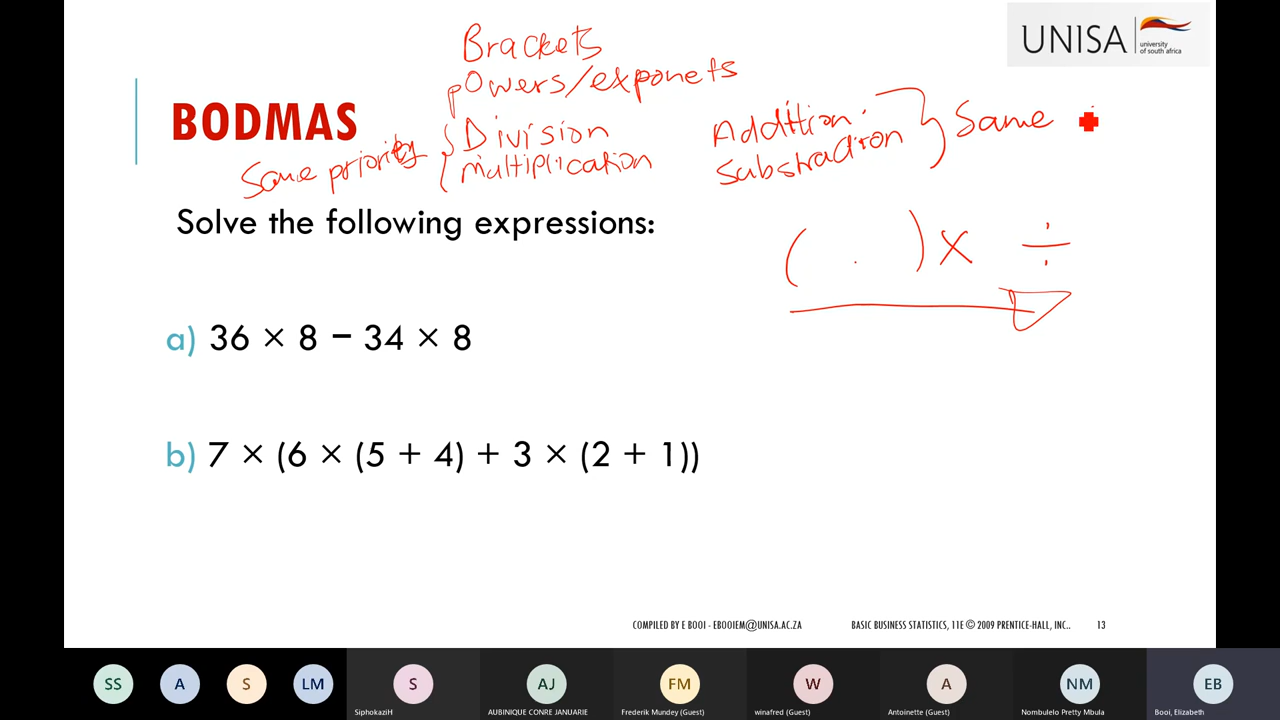 Brackets
powers/exponets
BODMAS
Same priority { Division
multiplication
Addition.
Substraction } Same
UNISA university of south africa
Solve the following expressions:
( . ) × ÷
a) 36 × 8 − 34 × 8
b) 7 × (6 × (5 + 4) + 3 × (2 + 1))
COMPILED BY E BOOI - EBOOIEM@UNISA.AC.ZA BASIC BUSINESS STATISTICS, 11E © 2009 PRENTICE-HALL, INC.. 13
SS A S LM S AJ FM W A NM EB
SiphokaziH AUBINIQUE CONRE JANUARIE Frederik Mundey (Guest) winafred (Guest) Antoinette (Guest) Nombulelo Pretty Mbula Booi, Elizabeth